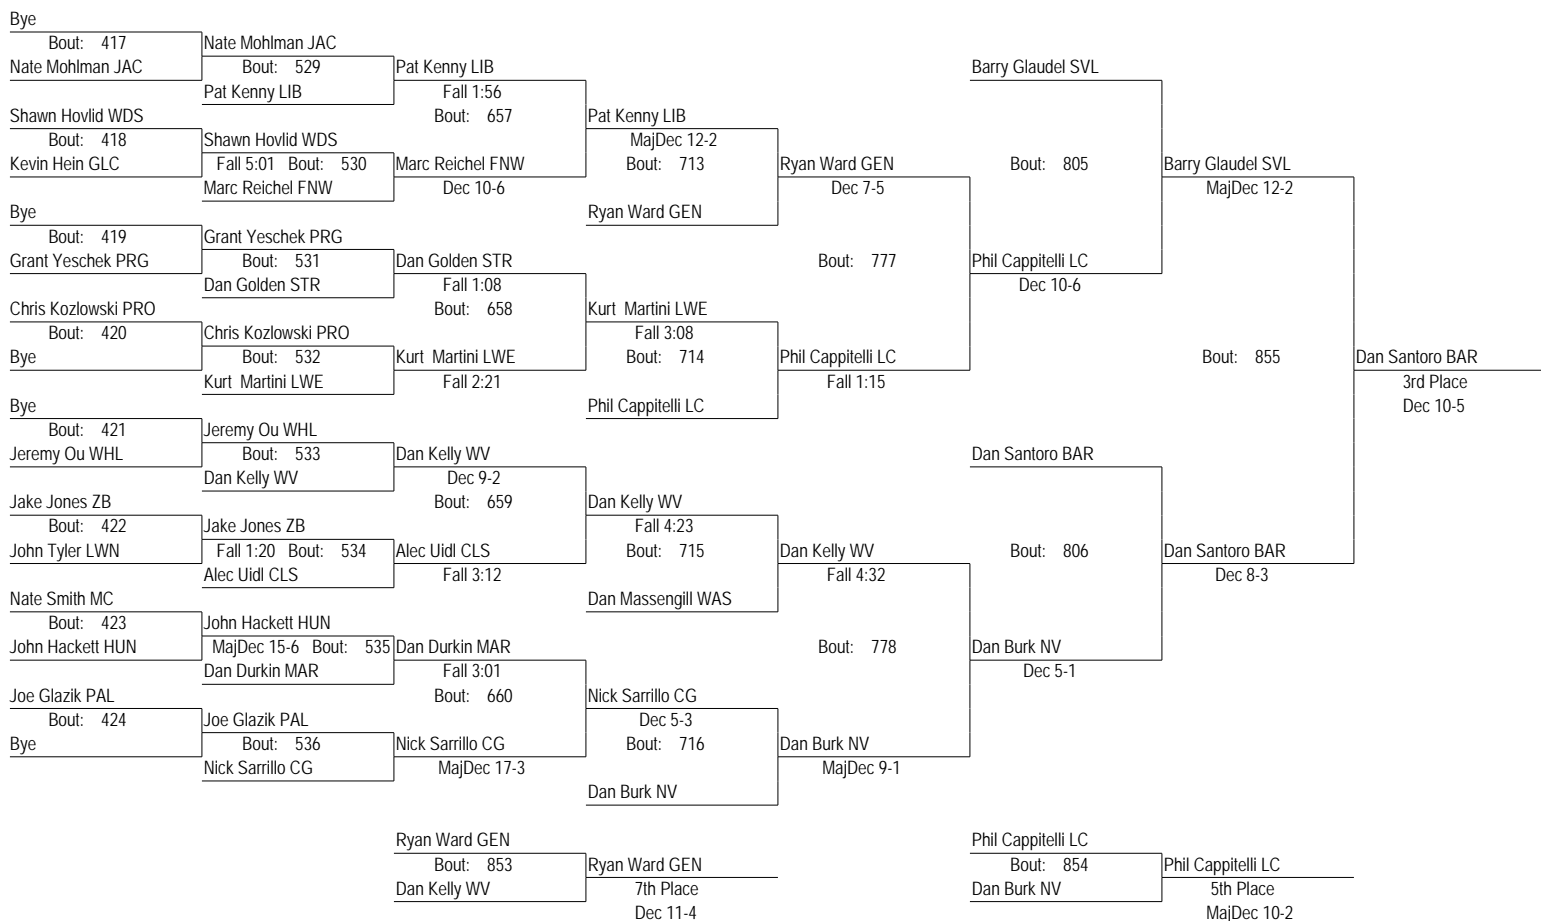 Bye
Bout: 417
Nate Mohlman JAC
Shawn Hovlid WDS
Bout: 418
Kevin Hein GLC
Bye
Bout: 419
Grant Yeschek PRG
Chris Kozlowski PRO
Bout: 420
Bye
Bye
Bout: 421
Jeremy Ou WHL
Jake Jones ZB
Bout: 422
John Tyler LWN
Nate Smith MC
Bout: 423
John Hackett HUN
Joe Glazik PAL
Bout: 424
Bye
Nate Mohlman JAC
Bout: 529
Pat Kenny LIB
Shawn Hovlid WDS
Fall 5:01 Bout: 530
Marc Reichel FNW
Grant Yeschek PRG
Bout: 531
Dan Golden STR
Chris Kozlowski PRO
Bout: 532
Kurt Martini LWE
Jeremy Ou WHL
Bout: 533
Dan Kelly WV
Jake Jones ZB
Fall 1:20 Bout: 534
Alec Uidl CLS
John Hackett HUN
MajDec 15-6 Bout: 535
Dan Durkin MAR
Joe Glazik PAL
Bout: 536
Nick Sarrillo CG
Pat Kenny LIB
Fall 1:56
Bout: 657
Marc Reichel FNW
Dec 10-6
Dan Golden STR
Fall 1:08
Bout: 658
Kurt Martini LWE
Fall 2:21
Dan Kelly WV
Dec 9-2
Bout: 659
Alec Uidl CLS
Fall 3:12
Dan Durkin MAR
Fall 3:01
Bout: 660
Nick Sarrillo CG
MajDec 17-3
Pat Kenny LIB
MajDec 12-2
Bout: 713
Ryan Ward GEN
Kurt Martini LWE
Fall 3:08
Bout: 714
Phil Cappitelli LC
Dan Kelly WV
Fall 4:23
Bout: 715
Dan Massengill WAS
Nick Sarrillo CG
Dec 5-3
Bout: 716
Dan Burk NV
Ryan Ward GEN
Dec 7-5
Bout: 777
Phil Cappitelli LC
Fall 1:15
Dan Kelly WV
Fall 4:32
Bout: 778
Dan Burk NV
MajDec 9-1
Barry Glaudel SVL
Bout: 805
Phil Cappitelli LC
Dec 10-6
Dan Santoro BAR
Bout: 806
Dan Burk NV
Dec 5-1
Barry Glaudel SVL
MajDec 12-2
Bout: 855
Dan Santoro BAR
Dec 8-3
Dan Santoro BAR
3rd Place
Dec 10-5
Ryan Ward GEN
Bout: 853
Dan Kelly WV
Ryan Ward GEN
7th Place
Dec 11-4
Phil Cappitelli LC
Bout: 854
Dan Burk NV
Phil Cappitelli LC
5th Place
MajDec 10-2